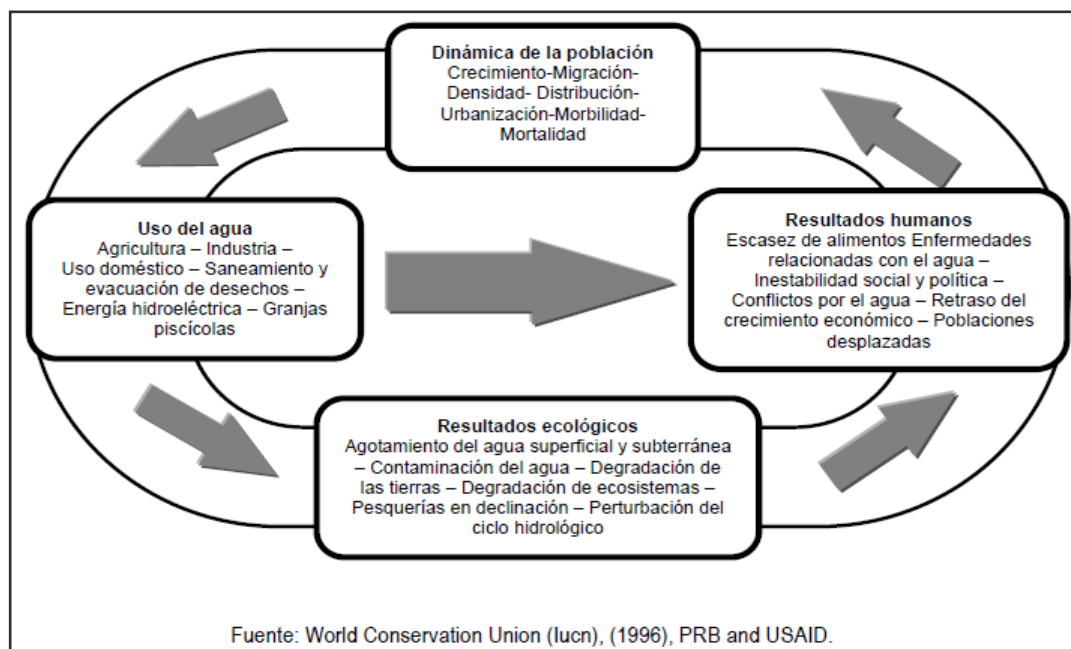 Dinámica de la población
Crecimiento-Migración-
Densidad- Distribución-
Urbanización-Morbilidad-
Mortalidad
Uso del agua
Agricultura – Industria –
Uso doméstico – Saneamiento y
evacuación de desechos –
Energía hidroeléctrica – Granjas
piscícolas
Resultados humanos
Escasez de alimentos Enfermedades
relacionadas con el agua –
Inestabilidad social y política –
Conflictos por el agua – Retraso del
crecimiento económico – Poblaciones
desplazadas
Resultados ecológicos
Agotamiento del agua superficial y subterránea
– Contaminación del agua – Degradación de
las tierras – Degradación de ecosistemas –
Pesquerías en declinación – Perturbación del
ciclo hidrológico
Fuente: World Conservation Union (Iucn), (1996), PRB and USAID.